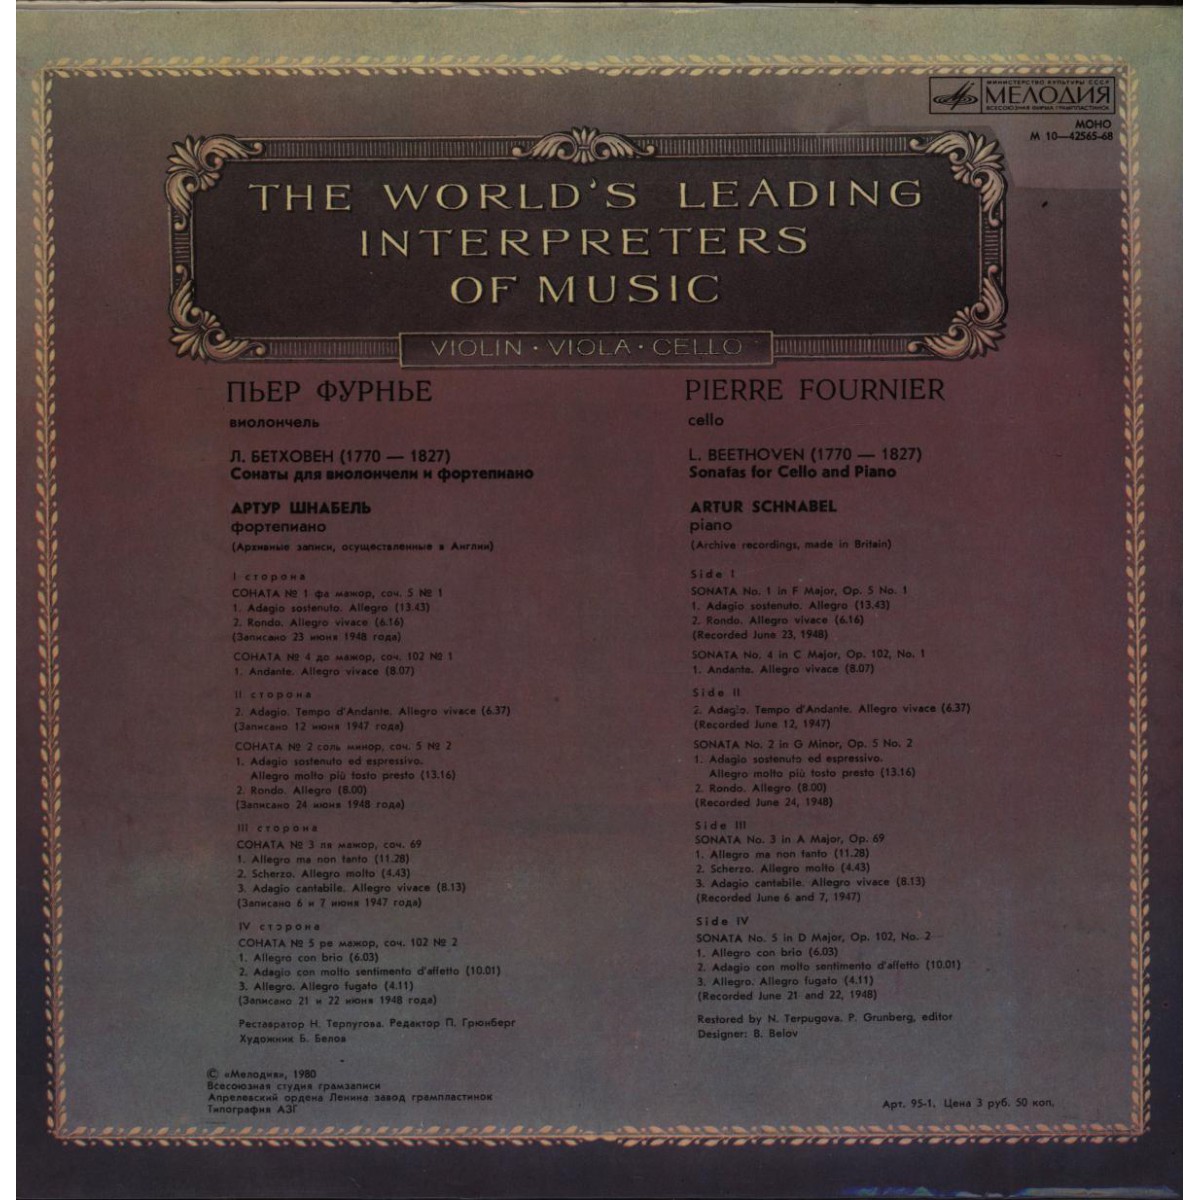 МИНИСТЕРСТВО КУЛЬТУРЫ СССР
МЕЛОДИЯ
ВСЕСОЮЗНАЯ ФИРМА ГРАМПЛАСТИНОК
МОНО
М 10—42565-68
THE WORLD'S LEADING
INTERPRETERS
OF MUSIC
VIOLIN · VIOLA · CELLO
ПЬЕР ФУРНЬЕ
виолончель
Л. БЕТХОВЕН (1770 — 1827)
Сонаты для виолончели и фортепиано
АРТУР ШНАБЕЛЬ
фортепиано
(Архивные записи, осуществленные в Англии)
I сторона
СОНАТА № 1 фа мажор, соч. 5 № 1
1. Adagio sostenuto. Allegro (13.43)
2. Rondo. Allegro vivace (6.16)
(Записано 23 июня 1948 года)
СОНАТА № 4 до мажор, соч. 102 № 1
1. Andante. Allegro vivace (8.07)
II сторона
2. Adagio. Tempo d'Andante. Allegro vivace (6.37)
(Записано 12 июня 1947 года)
СОНАТА № 2 соль минор, соч. 5 № 2
1. Adagio sostenuto ed espressivo.
Allegro molto più tosto presto (13.16)
2. Rondo. Allegro (8.00)
(Записано 24 июня 1948 года)
III сторона
СОНАТА № 3 ля мажор, соч. 69
1. Allegro ma non tanto (11.28)
2. Scherzo. Allegro molto (4.43)
3. Adagio cantabile. Allegro vivace (8.13)
(Записано 6 и 7 июня 1947 года)
IV сторона
СОНАТА № 5 ре мажор, соч. 102 № 2
1. Allegro con brio (6.03)
2. Adagio con molto sentimento d'affetto (10.01)
3. Allegro. Allegro fugato (4.11)
(Записано 21 и 22 июня 1948 года)
Реставратор Н. Терпугова. Редактор П. Грюнберг
Художник Б. Белов
PIERRE FOURNIER
cello
L. BEETHOVEN (1770 — 1827)
Sonatas for Cello and Piano
ARTUR SCHNABEL
piano
(Archive recordings, made in Britain)
Side I
SONATA No. 1 in F Major, Op. 5 No. 1
1. Adagio sostenuto. Allegro (13.43)
2. Rondo. Allegro vivace (6.16)
(Recorded June 23, 1948)
SONATA No. 4 in C Major, Op. 102, No. 1
1. Andante. Allegro vivace (8.07)
Side II
2. Adagio. Tempo d'Andante. Allegro vivace (6.37)
(Recorded June 12, 1947)
SONATA No. 2 in G Minor, Op. 5 No. 2
1. Adagio sostenuto ed espressivo.
Allegro molto più tosto presto (13.16)
2. Rondo. Allegro (8.00)
(Recorded June 24, 1948)
Side III
SONATA No. 3 in A Major, Op. 69
1. Allegro ma non tanto (11.28)
2. Scherzo. Allegro molto (4.43)
3. Adagio cantabile. Allegro vivace (8.13)
(Recorded June 6 and 7, 1947)
Side IV
SONATA No. 5 in D Major, Op. 102, No. 2
1. Allegro con brio (6.03)
2. Adagio con molto sentimento d'affetto (10.01)
3. Allegro. Allegro fugato (4.11)
(Recorded June 21 and 22, 1948)
Restored by N. Terpugova. P. Grunberg, editor
Designer: B. Belov
© «Мелодия», 1980
Всесоюзная студия грамзаписи
Апрелевский ордена Ленина завод грампластинок
Типография АЗГ
Арт. 95-1. Цена 3 руб. 50 коп.